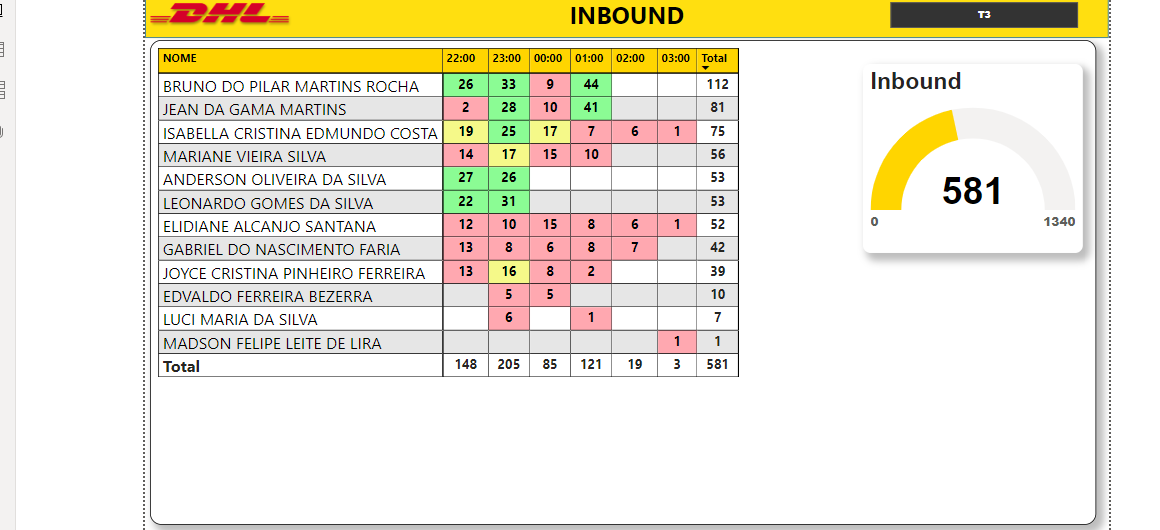 DHL
INBOUND
T3
NOME 22:00 23:00 00:00 01:00 02:00 03:00 Total
BRUNO DO PILAR MARTINS ROCHA 26 33 9 44 112
JEAN DA GAMA MARTINS 2 28 10 41 81
ISABELLA CRISTINA EDMUNDO COSTA 19 25 17 7 6 1 75
MARIANE VIEIRA SILVA 14 17 15 10 56
ANDERSON OLIVEIRA DA SILVA 27 26 53
LEONARDO GOMES DA SILVA 22 31 53
ELIDIANE ALCANJO SANTANA 12 10 15 8 6 1 52
GABRIEL DO NASCIMENTO FARIA 13 8 6 8 7 42
JOYCE CRISTINA PINHEIRO FERREIRA 13 16 8 2 39
EDVALDO FERREIRA BEZERRA 5 5 10
LUCI MARIA DA SILVA 6 1 7
MADSON FELIPE LEITE DE LIRA 1 1
Total 148 205 85 121 19 3 581
Inbound
581
0 1340